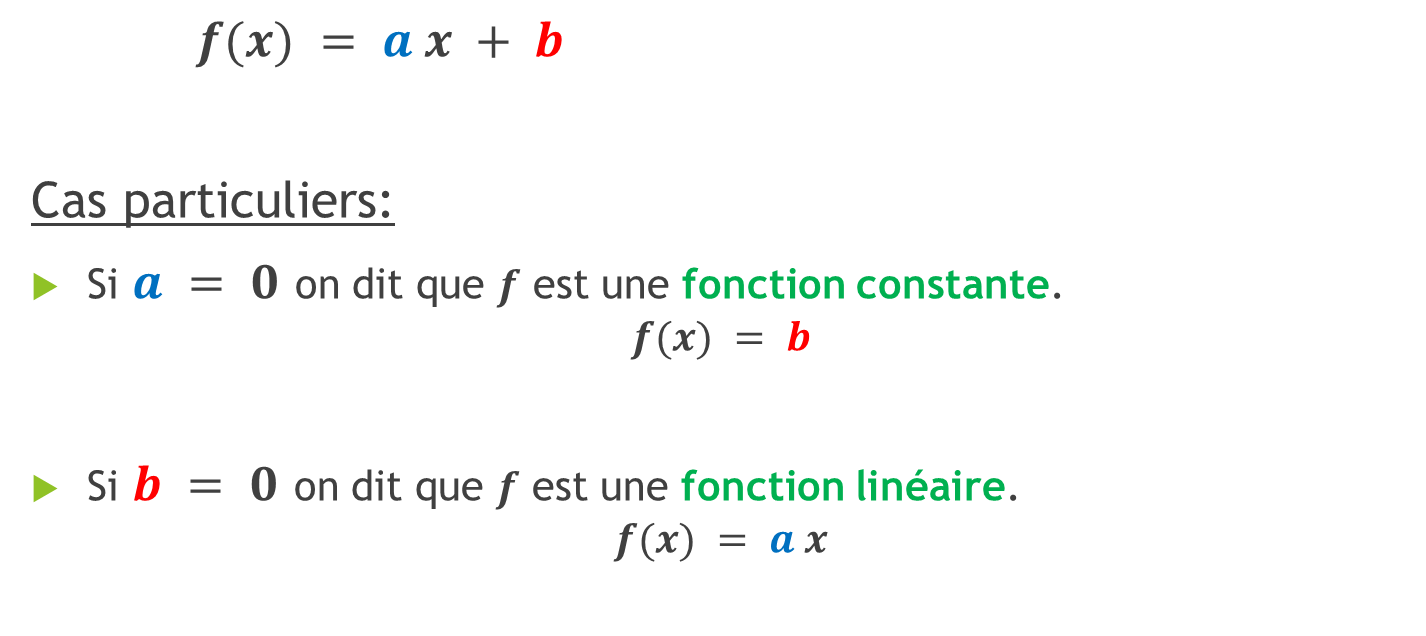 f(x) = a x + b
Cas particuliers:
Si a = 0 on dit que f est une fonction constante.
f(x) = b
Si b = 0 on dit que f est une fonction linéaire.
f(x) = a x